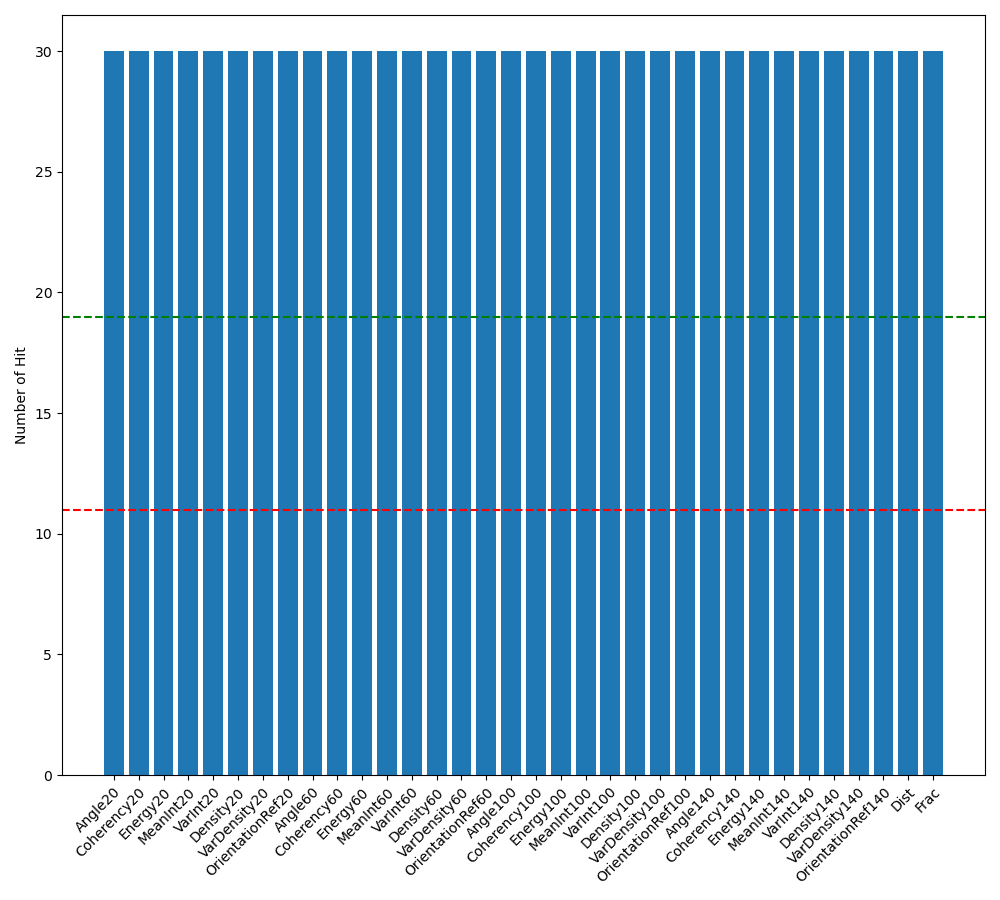 Number of Hit
30
25
20
15
10
5
0
Angle20
Coherency20
Energy20
MeanInt20
VarInt20
Density20
VarDensity20
OrientationRef20
Angle60
Coherency60
Energy60
MeanInt60
VarInt60
Density60
VarDensity60
OrientationRef60
Angle100
Coherency100
Energy100
MeanInt100
VarInt100
Density100
VarDensity100
OrientationRef100
Angle140
Coherency140
Energy140
MeanInt140
VarInt140
Density140
VarDensity140
OrientationRef140
Dist
Frac